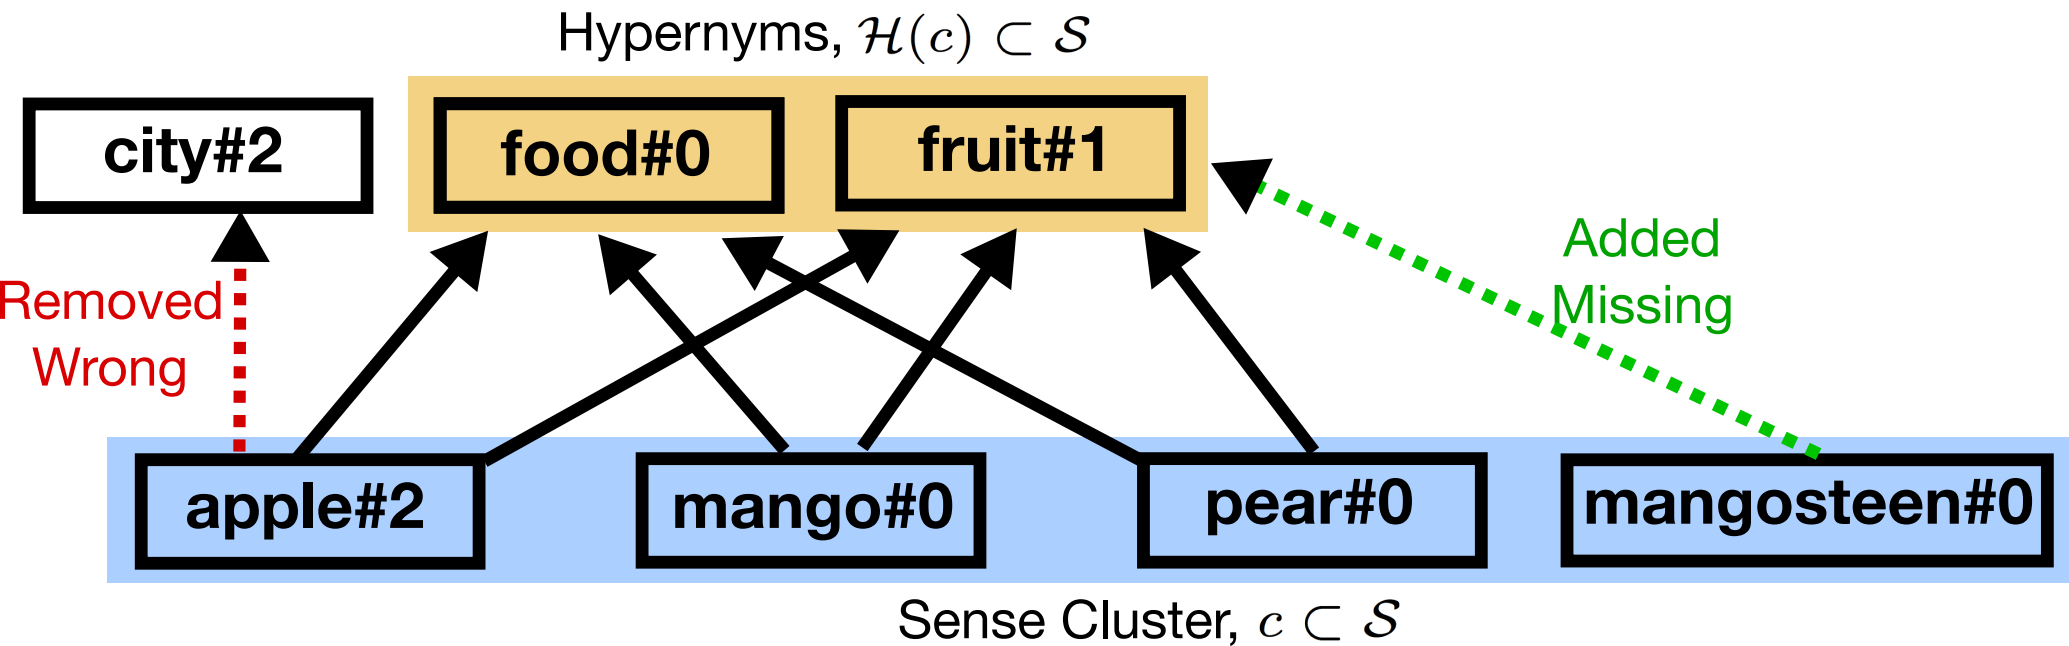 Hypernyms, ℋ(c) ⊂ 𝒮
city#2
food#0
fruit#1
Removed
Wrong
Added
Missing
apple#2
mango#0
pear#0
mangosteen#0
Sense Cluster, c ⊂ 𝒮